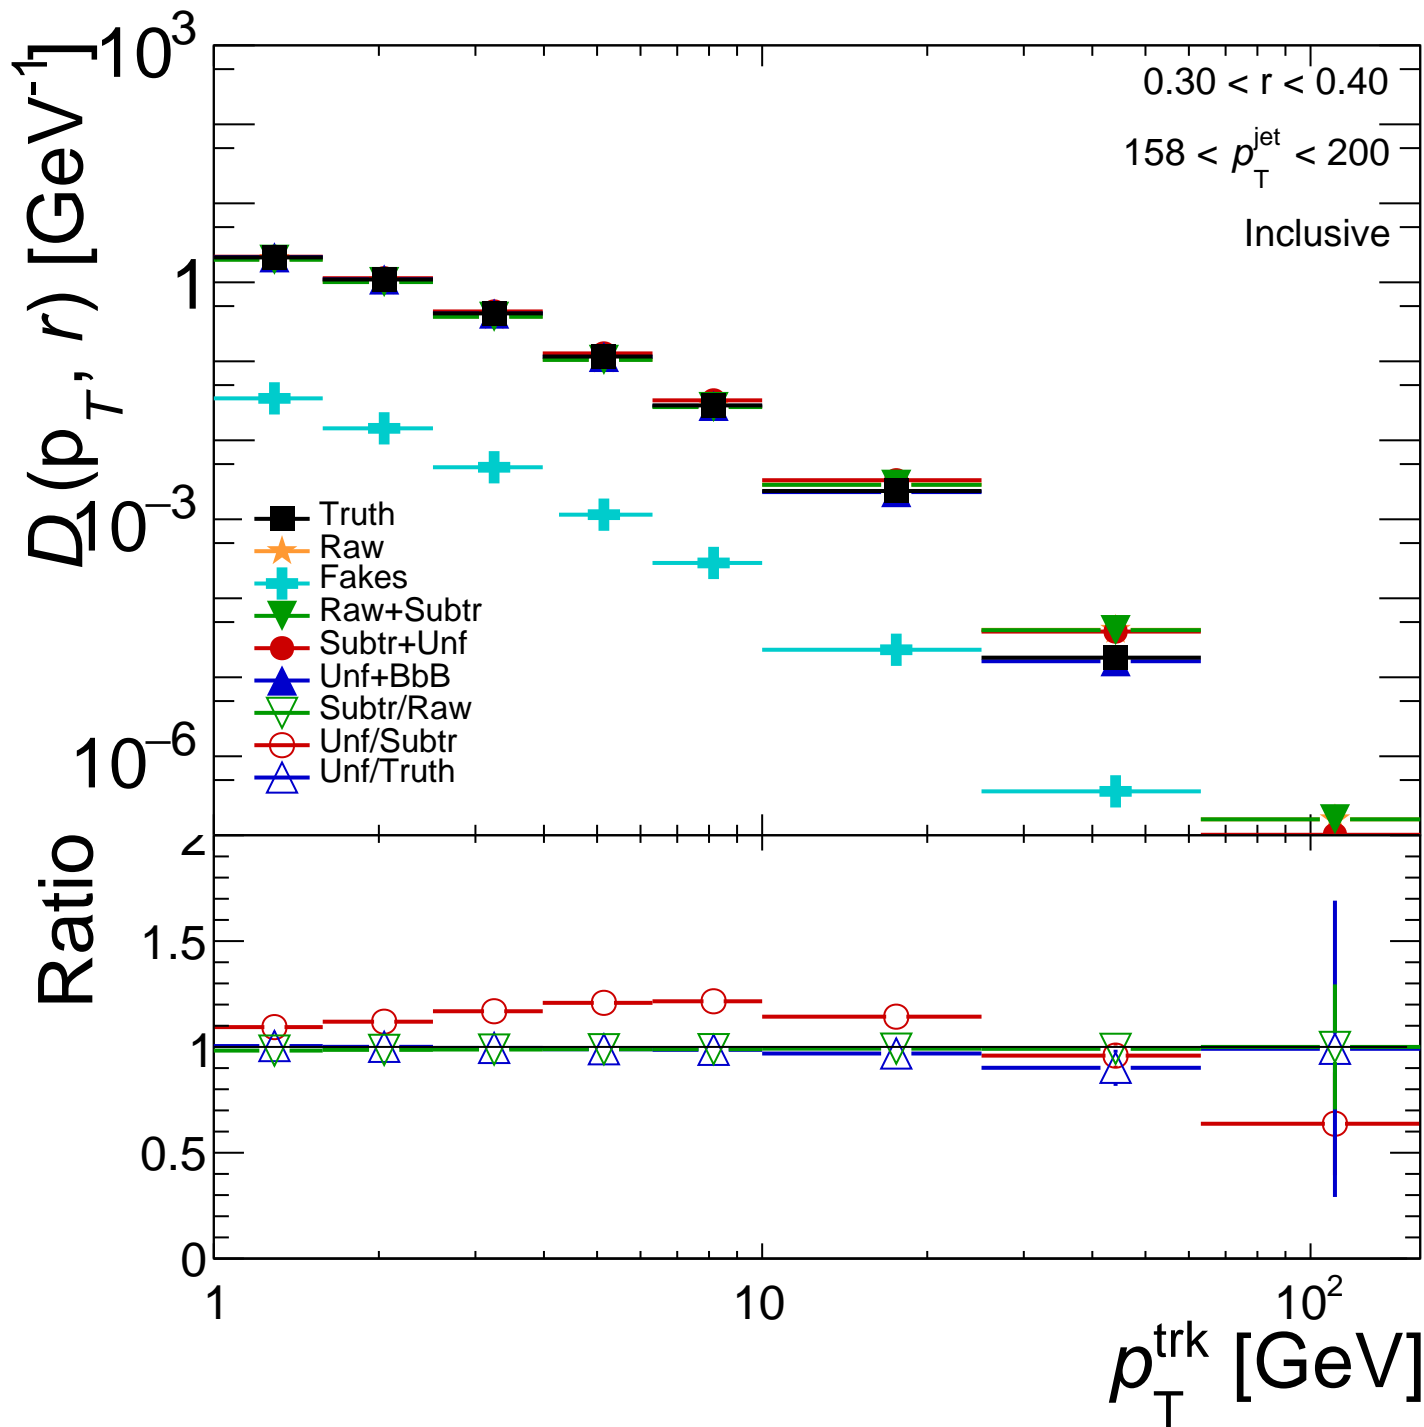 D (p_T, r) [GeV^-1]
10^3
1
10^−3
10^−6
0.30 < r < 0.40
158 < p_T^jet < 200
Inclusive
Truth
Raw
Fakes
Raw+Subtr
Subtr+Unf
Unf+BbB
Subtr/Raw
Unf/Subtr
Unf/Truth
Ratio
2
1.5
1
0.5
0
1
10
10^2
p_T^trk [GeV]